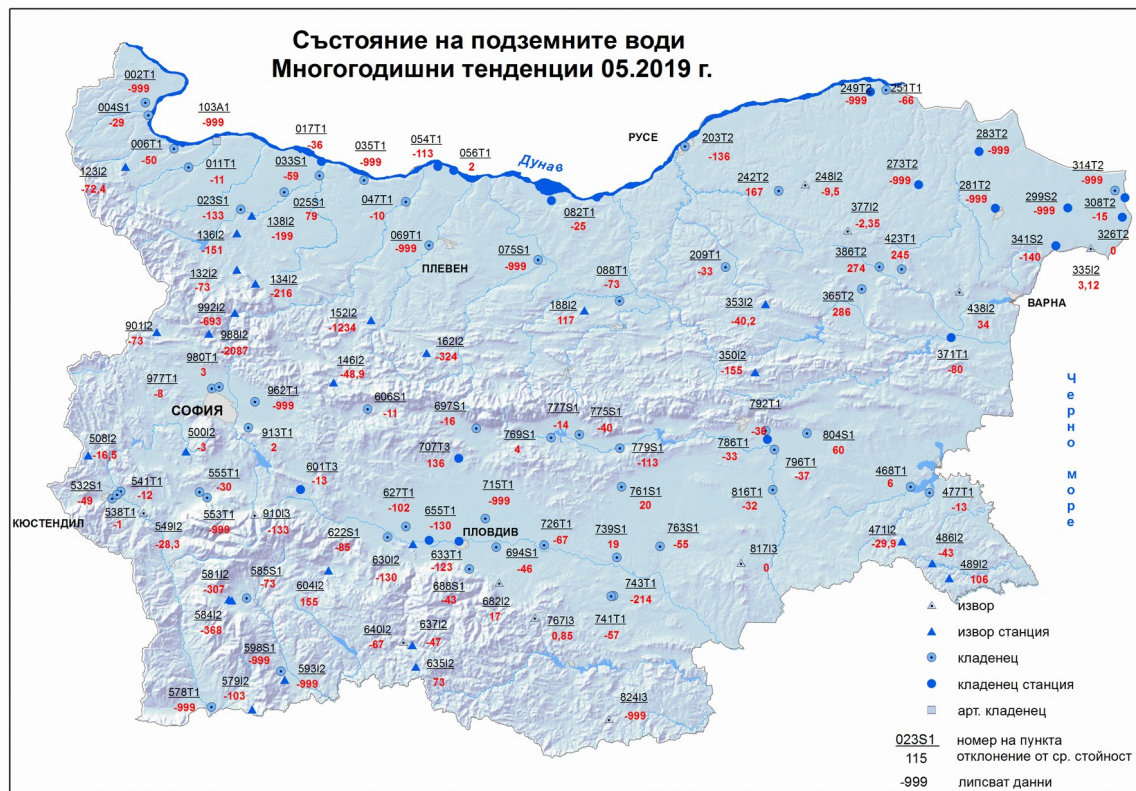 Състояние на подземните води
Многогодишни тенденции 05.2019 г.
002T1
-999
004S1
-29
103A1
-999
006T1
-50
011T1
-11
017T1
-36
033S1
-59
035T1
-999
054T1
-113
056T1
2
Дунав
РУСЕ
203T2
-136
249T2
-999
251T1
-66
283T2
-999
123I2
-72,4
023S1
-133
025S1
79
047T1
-10
082T1
-25
242T2
167
248I2
-9,5
273T2
-999
281T2
-999
299S2
-999
314T2
-999
308T2
-15
326T2
0
136I2
-151
138I2
-199
069T1
-999
ПЛЕВЕН
075S1
-999
377I2
-2,35
386T2
274
423T1
245
341S2
-140
335I2
3,12
132I2
-73
134I2
-216
088T1
-73
209T1
-33
365T2
286
ВАРНА
992I2
-693
152I2
-1234
188I2
117
353I2
-40,2
438I2
34
901I2
-73
988I2
-2087
162I2
-324
350I2
-155
371T1
-80
980T1
3
977T1
-8
146I2
-48,9
СОФИЯ
962T1
-999
606S1
-11
697S1
-16
777S1
-14
775S1
-40
792T1
-30
Черно море
508I2
-16,5
500I2
-3
913T1
2
707T3
136
769S1
4
779S1
-113
786T1
-33
804S1
60
796T1
-37
532S1
-49
541T1
-12
555T1
-30
601T3
-13
715T1
-999
761S1
20
816T1
-32
468T1
6
477T1
-13
КЮСТЕНДИЛ
538T1
-1
553T1
-999
910I3
-133
627T1
-102
655T1
-130
ПЛОВДИВ
726T1
-67
739S1
19
763S1
-55
549I2
-28,3
622S1
-85
630I2
-130
633T1
-123
694S1
-46
817I3
0
471I2
-29,9
486I2
-43
489I2
106
581I2
-307
585S1
-73
604I2
155
688S1
-43
682I2
17
743T1
-214
584I2
-368
640I2
-67
637I2
-47
767I3
0,85
741T1
-57
598S1
-999
593I2
-999
635I2
73
578T1
-999
579I2
-103
824I3
-999
извор
извор станция
кладенец
кладенец станция
арт. кладенец
023S1 номер на пункта
115 отклонение от ср. стойност
-999 липсват данни